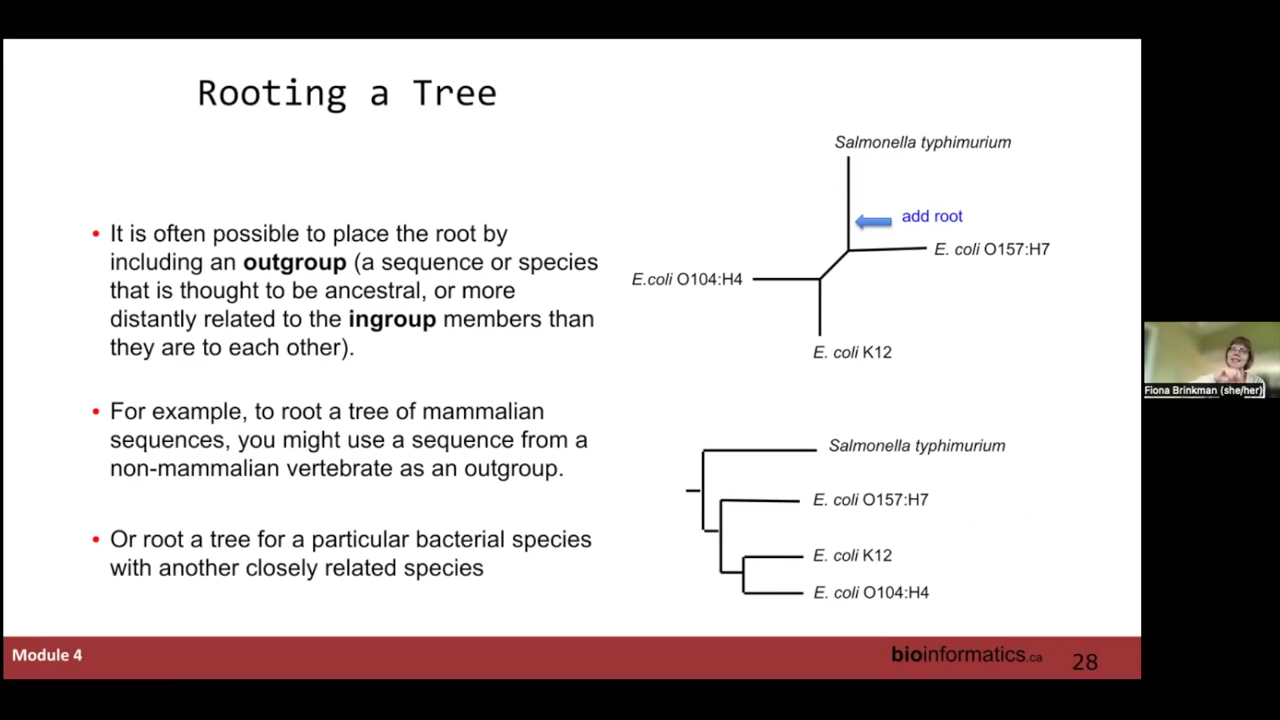 Rooting a Tree
• It is often possible to place the root by
including an outgroup (a sequence or species
that is thought to be ancestral, or more
distantly related to the ingroup members than
they are to each other).
• For example, to root a tree of mammalian
sequences, you might use a sequence from a
non-mammalian vertebrate as an outgroup.
• Or root a tree for a particular bacterial species
with another closely related species
Salmonella typhimurium
add root
E. coli O157:H7
E.coli O104:H4
E. coli K12
Salmonella typhimurium
E. coli O157:H7
E. coli K12
E. coli O104:H4
Fiona Brinkman (she/her)
Module 4
bioinformatics.ca
28